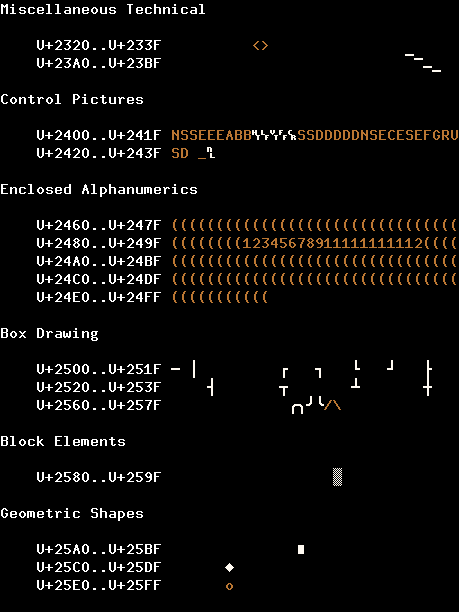 Miscellaneous Technical
U+2320..U+233F <>
U+23A0..U+23BF ⎺⎻⎼⎽
Control Pictures
U+2400..U+241F NSSEEEABB␉␊␋␌␍SSDDDDDNSECESEFGRU
U+2420..U+243F SD _␤
Enclosed Alphanumerics
U+2460..U+247F ((((((((((((((((((((((((((((((((
U+2480..U+249F ((((((((12345678911111111112((((
U+24A0..U+24BF ((((((((((((((((((((((((((((((((
U+24C0..U+24DF ((((((((((((((((((((((((((((((((
U+24E0..U+24FF (((((((((((
Box Drawing
U+2500..U+251F ─ │ ┌ ┐ └ ┘ ├
U+2520..U+253F ┤ ┬ ┴ ┼
U+2560..U+257F ╭╮╯╰/\
Block Elements
U+2580..U+259F ▒
Geometric Shapes
U+25A0..U+25BF ▮
U+25C0..U+25DF ◆
U+25E0..U+25FF o